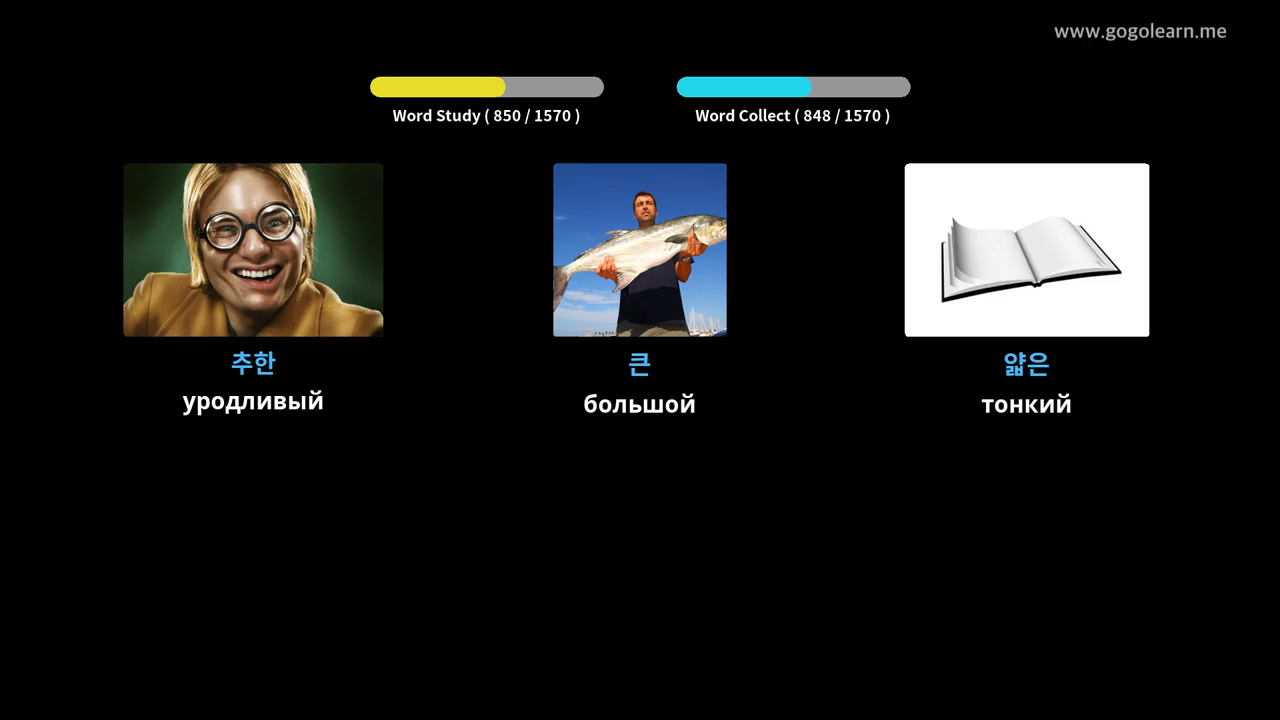 www.gogolearn.me
Word Study ( 850 / 1570 )
Word Collect ( 848 / 1570 )
추한
уродливый
큰
большой
얇은
тонкий